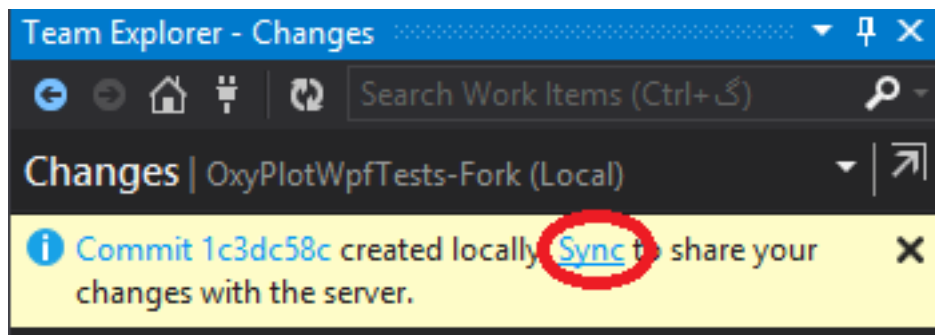 Team Explorer - Changes
Search Work Items (Ctrl+گ)
Changes | OxyPlotWpfTests-Fork (Local)
Commit 1c3dc58c created locally. Sync to share your
changes with the server.